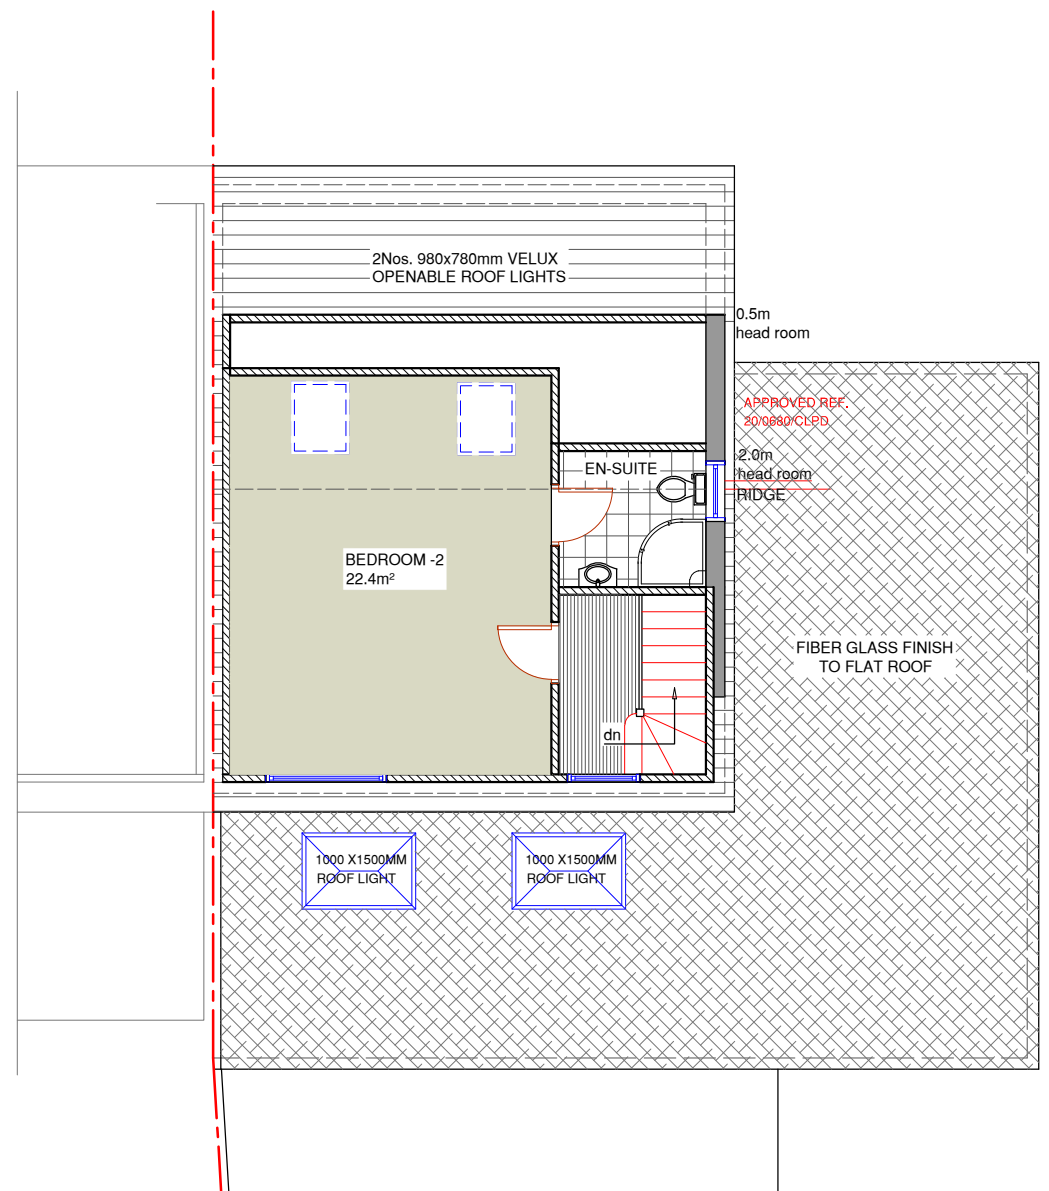 2Nos. 980x780mm VELUX
OPENABLE ROOF LIGHTS
0.5m
head room
APPROVED REF.
20/0680/CLPD
2.0m
head room
RIDGE
EN-SUITE
BEDROOM -2
22.4m²
FIBER GLASS FINISH
TO FLAT ROOF
dn
1000 X1500MM
ROOF LIGHT
1000 X1500MM
ROOF LIGHT